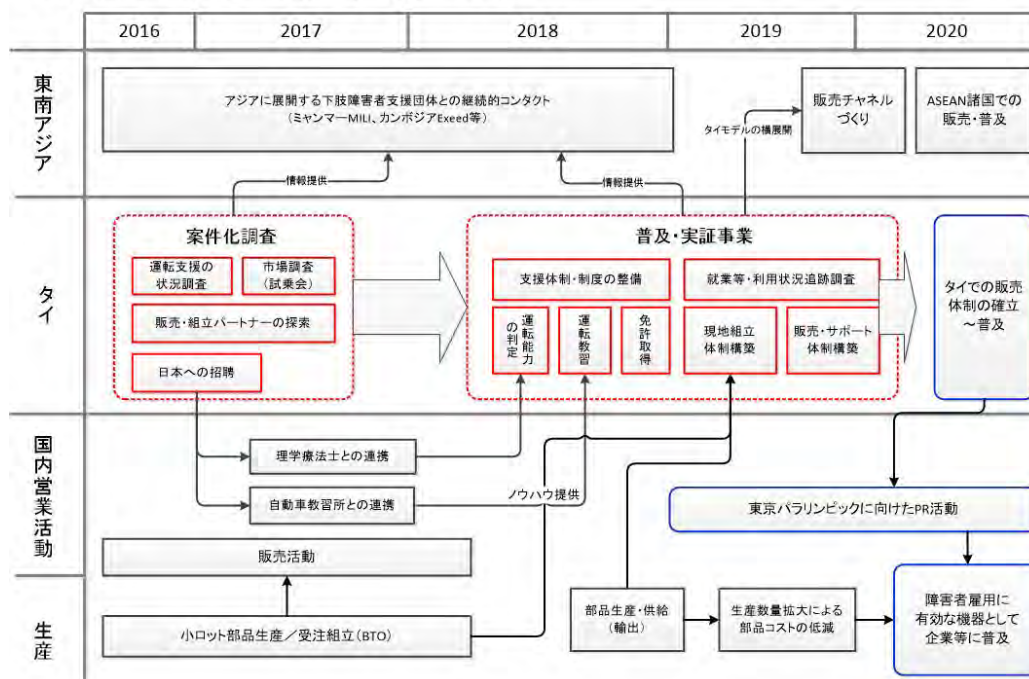 2016
2017
2018
2019
2020
東南アジア
アジアに展開する下肢障害者支援団体との継続的コンタクト
(ミャンマーMILI、カンボジアExeed等)
販売チャネル
づくり
ASEAN諸国での
販売・普及
タイモデルの横展開
情報提供
情報提供
タイ
案件化調査
運転支援の
状況調査
市場調査
(試乗会)
販売・組立パートナーの探索
日本への招聘
普及・実証事業
支援体制・制度の整備
就業等・利用状況追跡調査
運転能力
の判定
運転教習
免許取得
現地組立
体制構築
販売・サポート
体制構築
タイでの販売
体制の確立
～普及
国内営業活動
理学療法士との連携
自動車教習所との連携
ノウハウ提供
販売活動
東京パラリンピックに向けたPR活動
生産
小ロット部品生産／受注組立(BTO)
部品生産・供給
(輸出)
生産数量拡大による
部品コストの低減
障害者雇用に
有効な機器として
企業等に普及